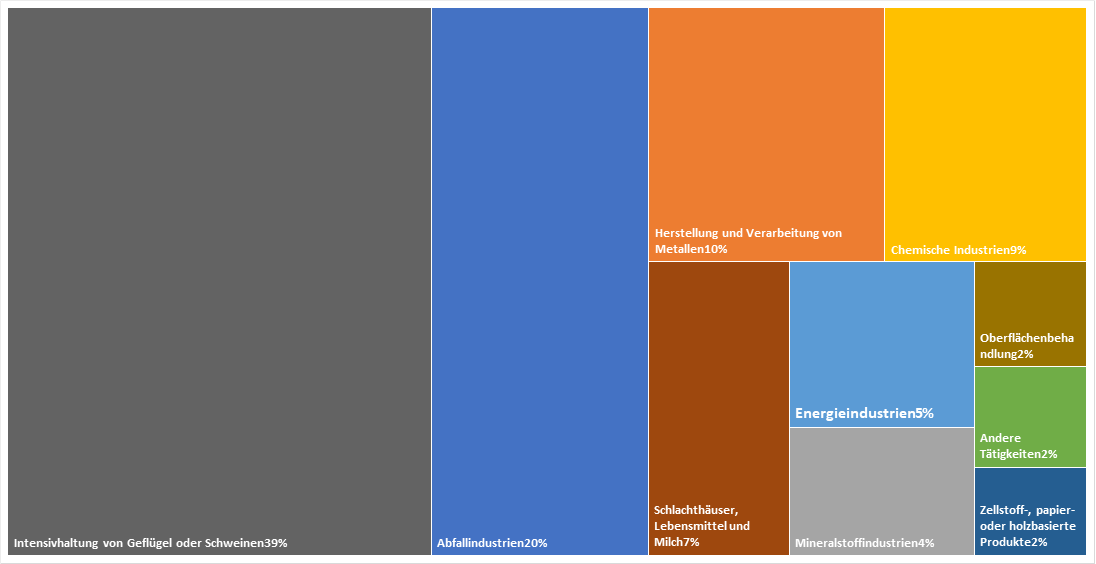 Intensivhaltung von Geflügel oder Schweinen39%
Abfallindustrien20%
Herstellung und Verarbeitung von
Metallen10%
Chemische Industrien9%
Schlachthäuser,
Lebensmittel und
Milch7%
Energieindustrien5%
Mineralstoffindustrien4%
Oberflächenbeha
ndlung2%
Andere
Tätigkeiten2%
Zellstoff-, papier-
oder holzbasierte
Produkte2%